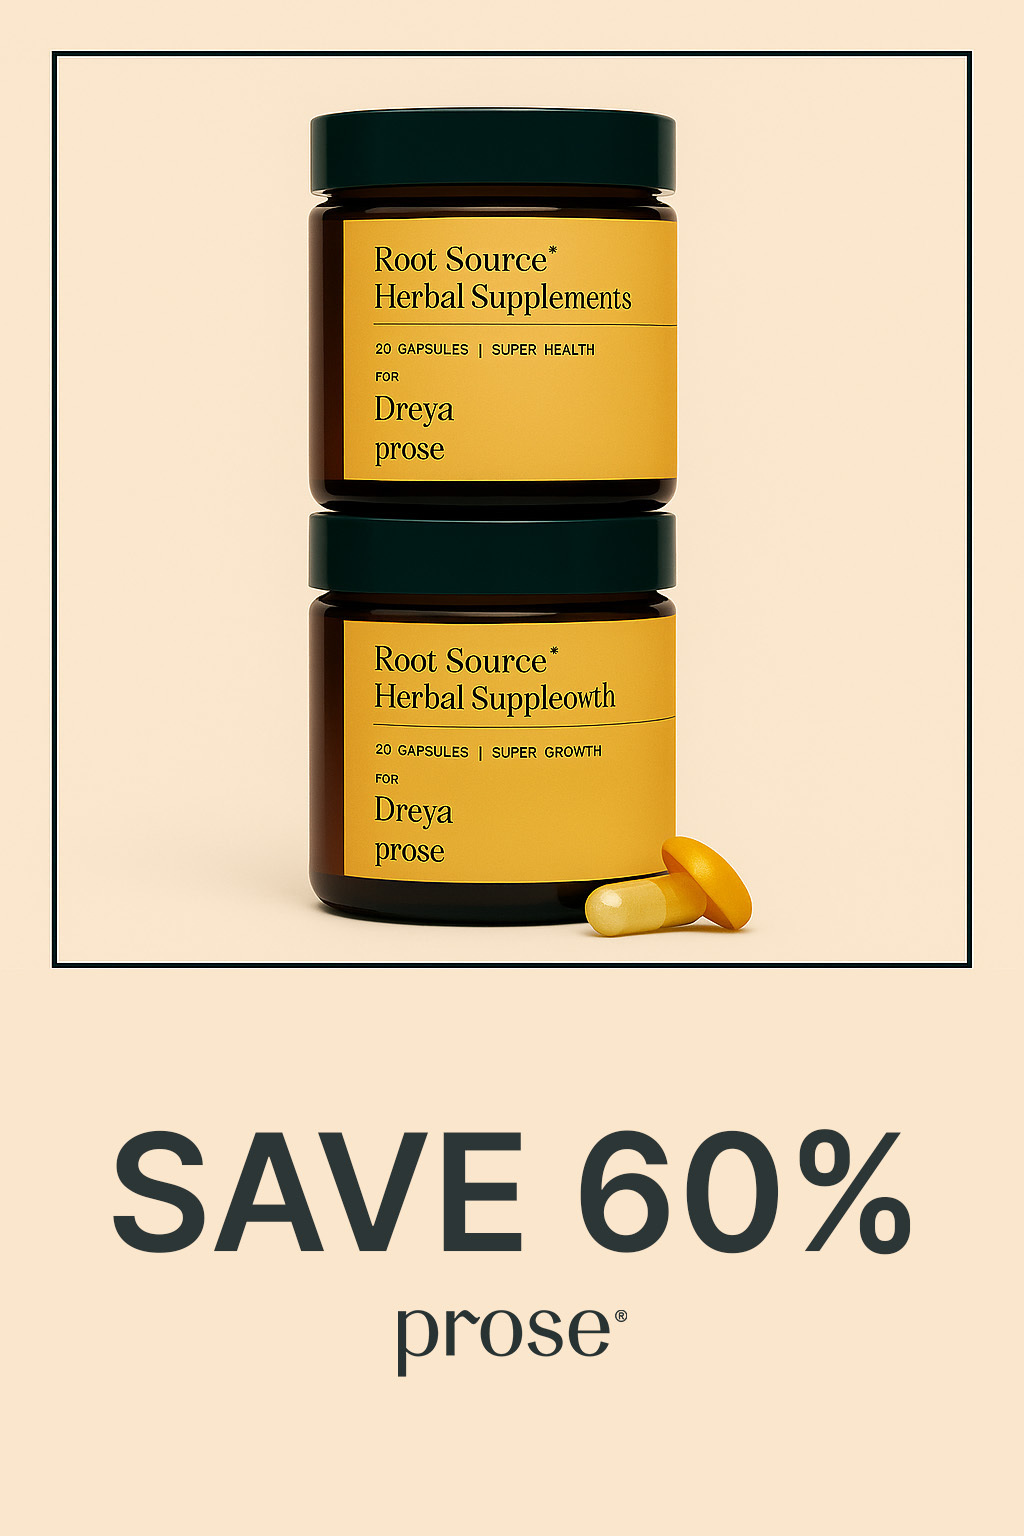 Root Source*
Herbal Supplements
20 GAPSULES | SUPER HEALTH
FOR
Dreya
prose
Root Source*
Herbal Suppleowth
20 GAPSULES | SUPER GROWTH
FOR
Dreya
prose
SAVE 60%
prose®